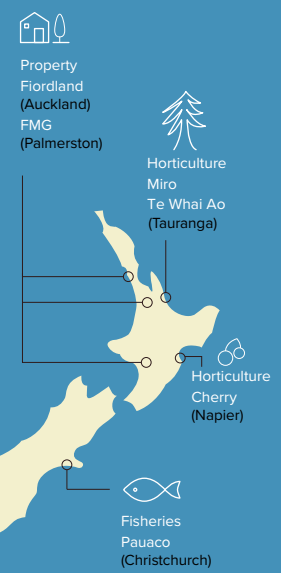 Property
Fiordland
(Auckland)
FMG
(Palmerston)
Horticulture
Miro
Te Whai Ao
(Tauranga)
Horticulture
Cherry
(Napier)
Fisheries
Pauaco
(Christchurch)